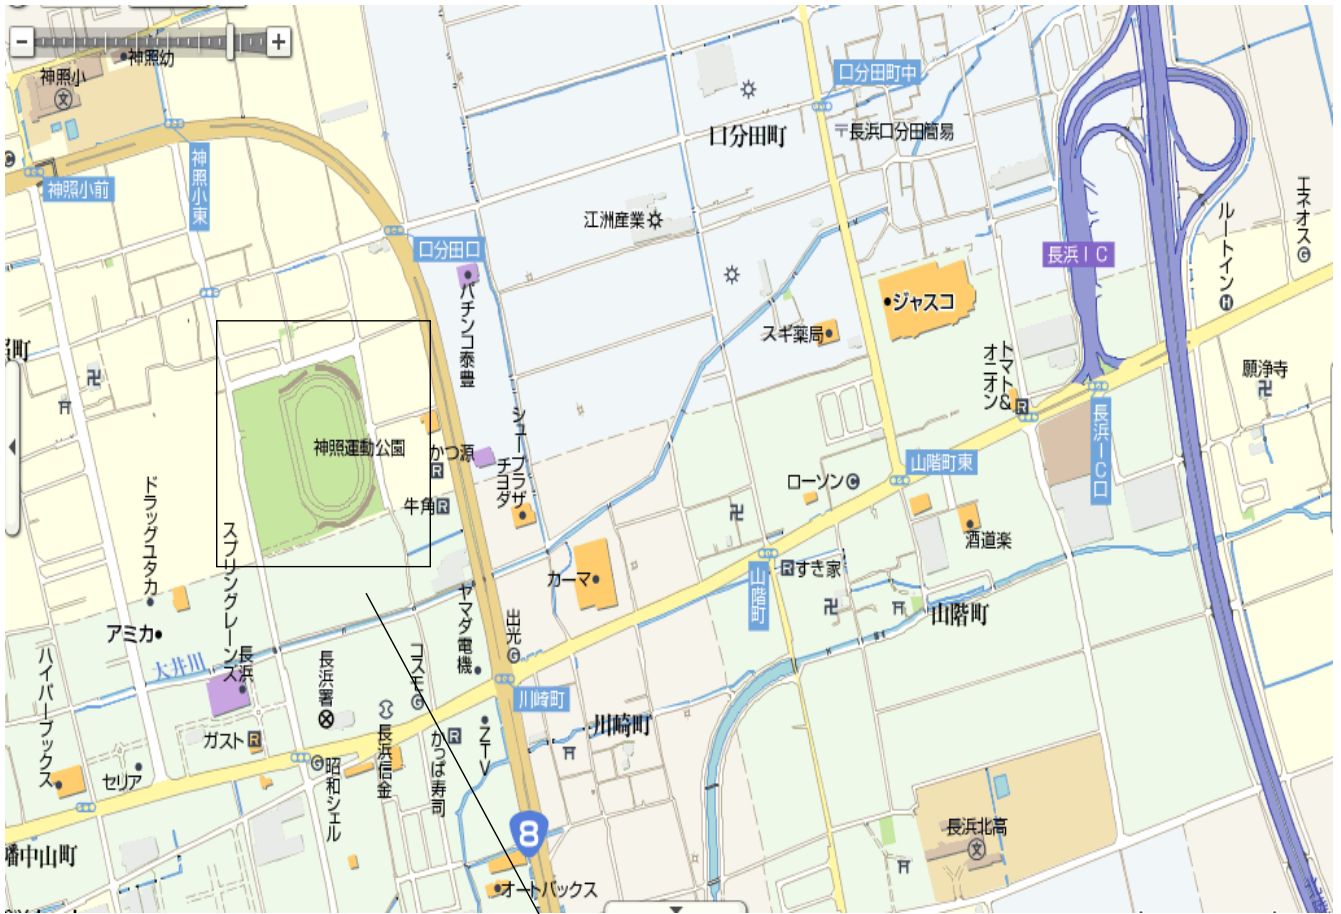 神照幼
神照小
口分田町中
口分田町
〒長浜口分田簡易
神照小東
神照小前
エネオス
ルートイン
H
江洲産業
口分田口
長浜IC
パチンコ泰豊
ジャスコ
スギ薬局
トマト&
オニオン
R
願浄寺
照町
長浜IC口
神照運動公園
かつ源
R
シュープラザ
チヨダ
山階町東
ローソン
C
牛角
R
ドラッグユタカ
スプリングレーンズ
長浜
酒道楽
カーマ
山階町
R
すき家
ヤマダ電機
出光
G
アミカ
山階町
大井川
ハイパーブックス
長浜署
コスモ
G
川崎町
川崎町
ガスト
R
長浜信金
かっぱ寿司
R
ZTV
セリア
G
昭和シェル
8
長浜北高
幡中山町
オートバックス